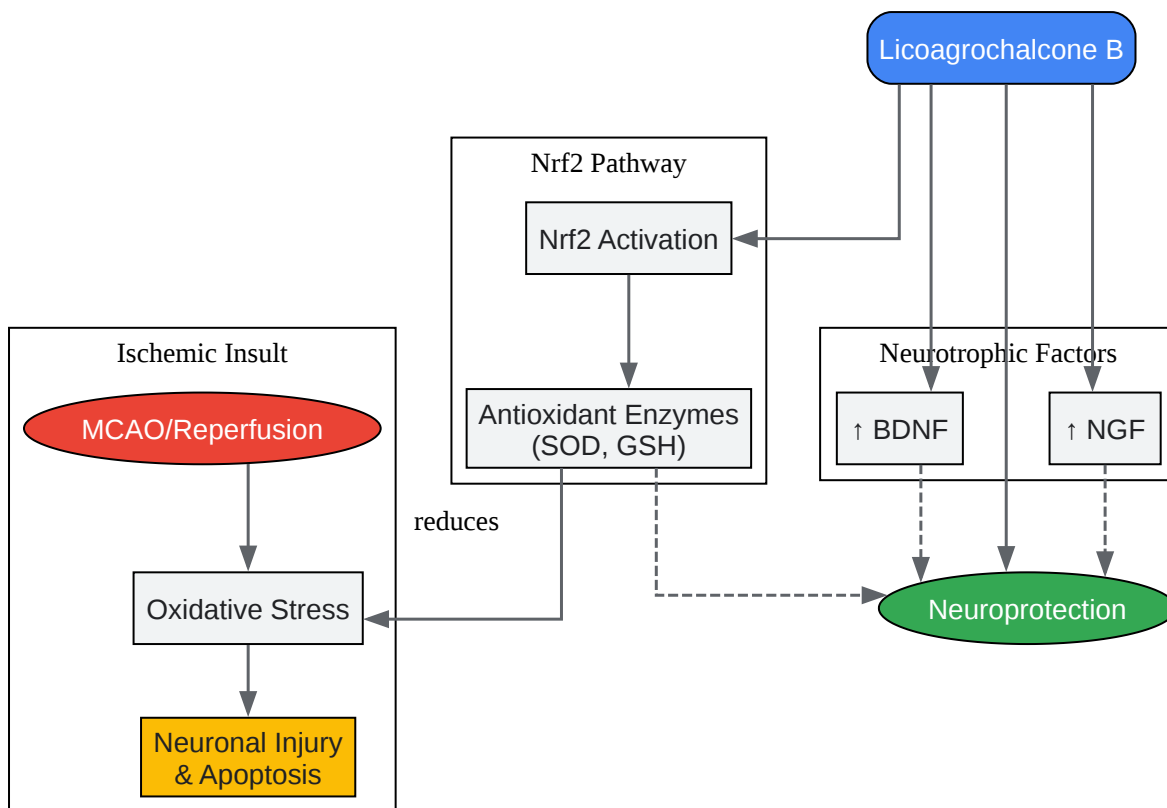 Licoagrochalcone B
Nrf2 Pathway
Nrf2 Activation
Antioxidant Enzymes
(SOD, GSH)
Ischemic Insult
MCAO/Reperfusion
reduces
Oxidative Stress
Neuronal Injury
& Apoptosis
Neurotrophic Factors
↑ BDNF
↑ NGF
Neuroprotection